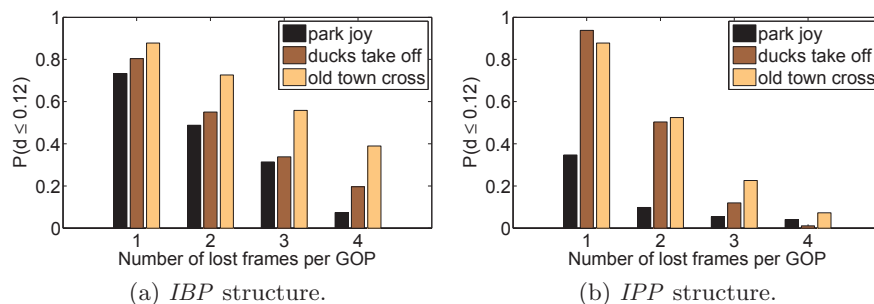 1
0.8
0.6
0.4
0.2
0
P(d ≤ 0.12)
park joy
ducks take off
old town cross
1 2 3 4
Number of lost frames per GOP
(a) IBP structure.
1
0.8
0.6
0.4
0.2
0
P(d ≤ 0.12)
park joy
ducks take off
old town cross
1 2 3 4
Number of lost frames per GOP
(b) IPP structure.